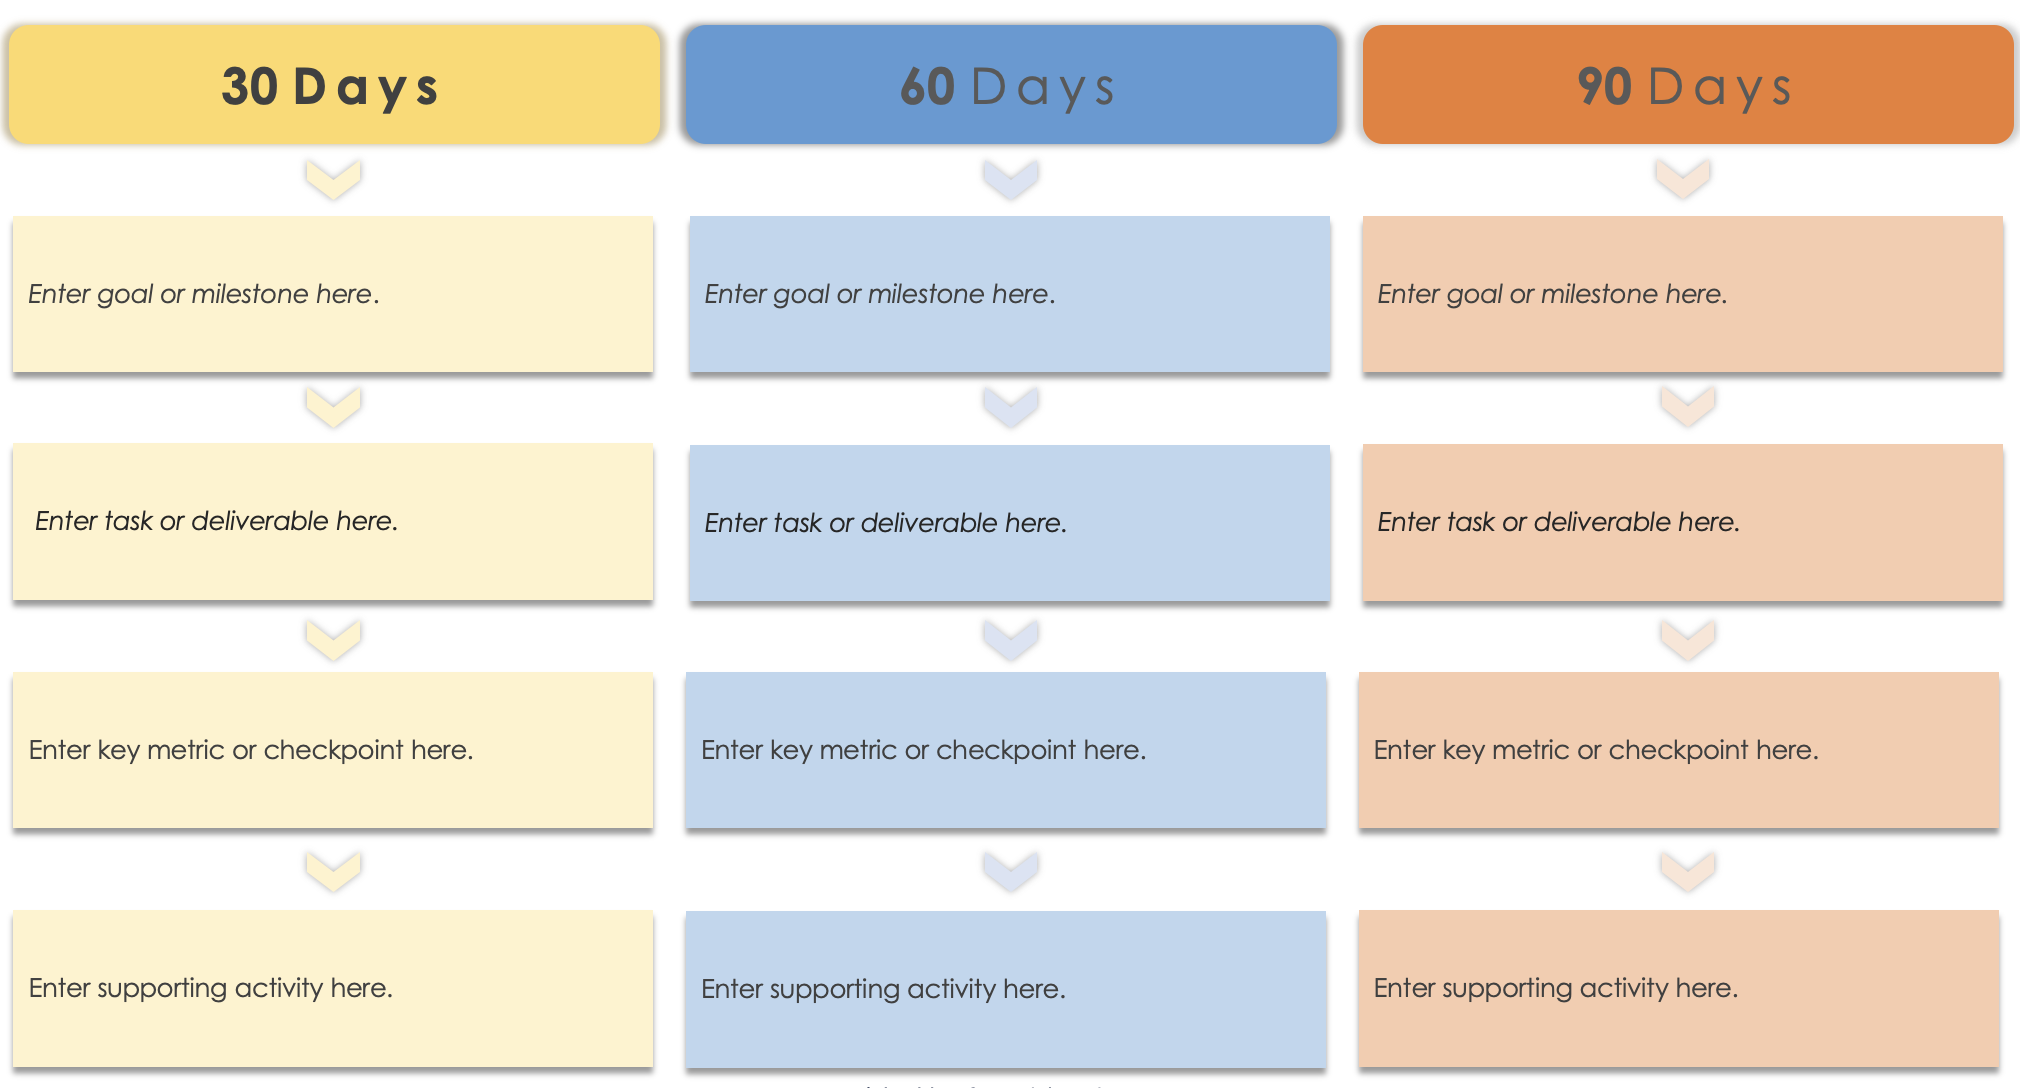 30 Days
60 Days
90 Days
Enter goal or milestone here.
Enter goal or milestone here.
Enter goal or milestone here.
Enter task or deliverable here.
Enter task or deliverable here.
Enter task or deliverable here.
Enter key metric or checkpoint here.
Enter key metric or checkpoint here.
Enter key metric or checkpoint here.
Enter supporting activity here.
Enter supporting activity here.
Enter supporting activity here.